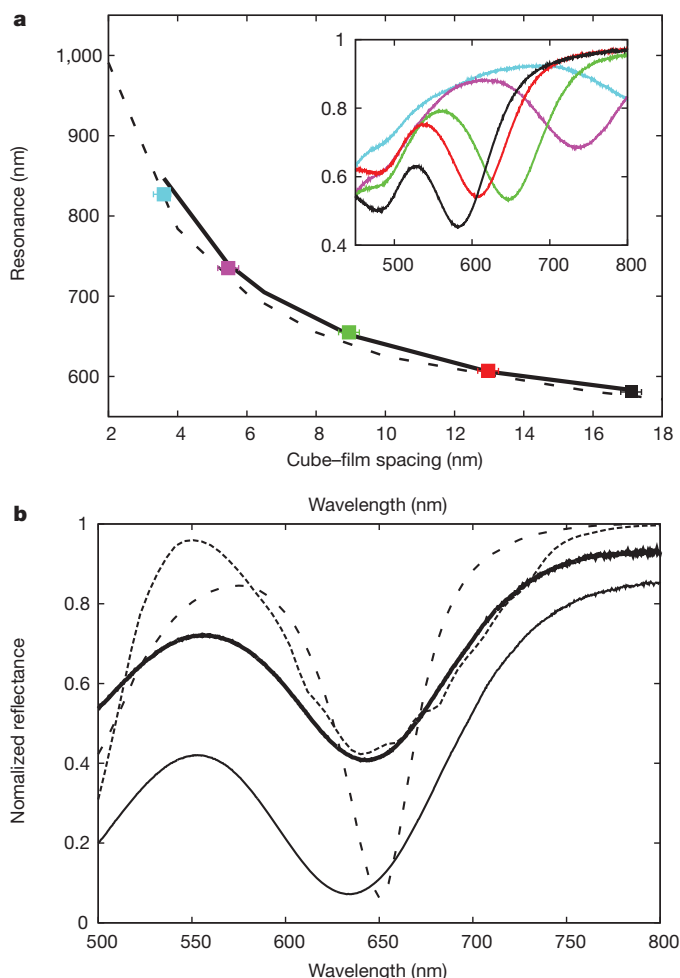 a
1,000
900
800
700
600
Resonance (nm)
2 4 6 8 10 12 14 16 18
Cube–film spacing (nm)
1
0.8
0.6
0.4
500 600 700 800
Wavelength (nm)
b
1
0.8
0.6
0.4
0.2
0
Nomalized reflectance
500 550 600 650 700 750 800
Wavelength (nm)